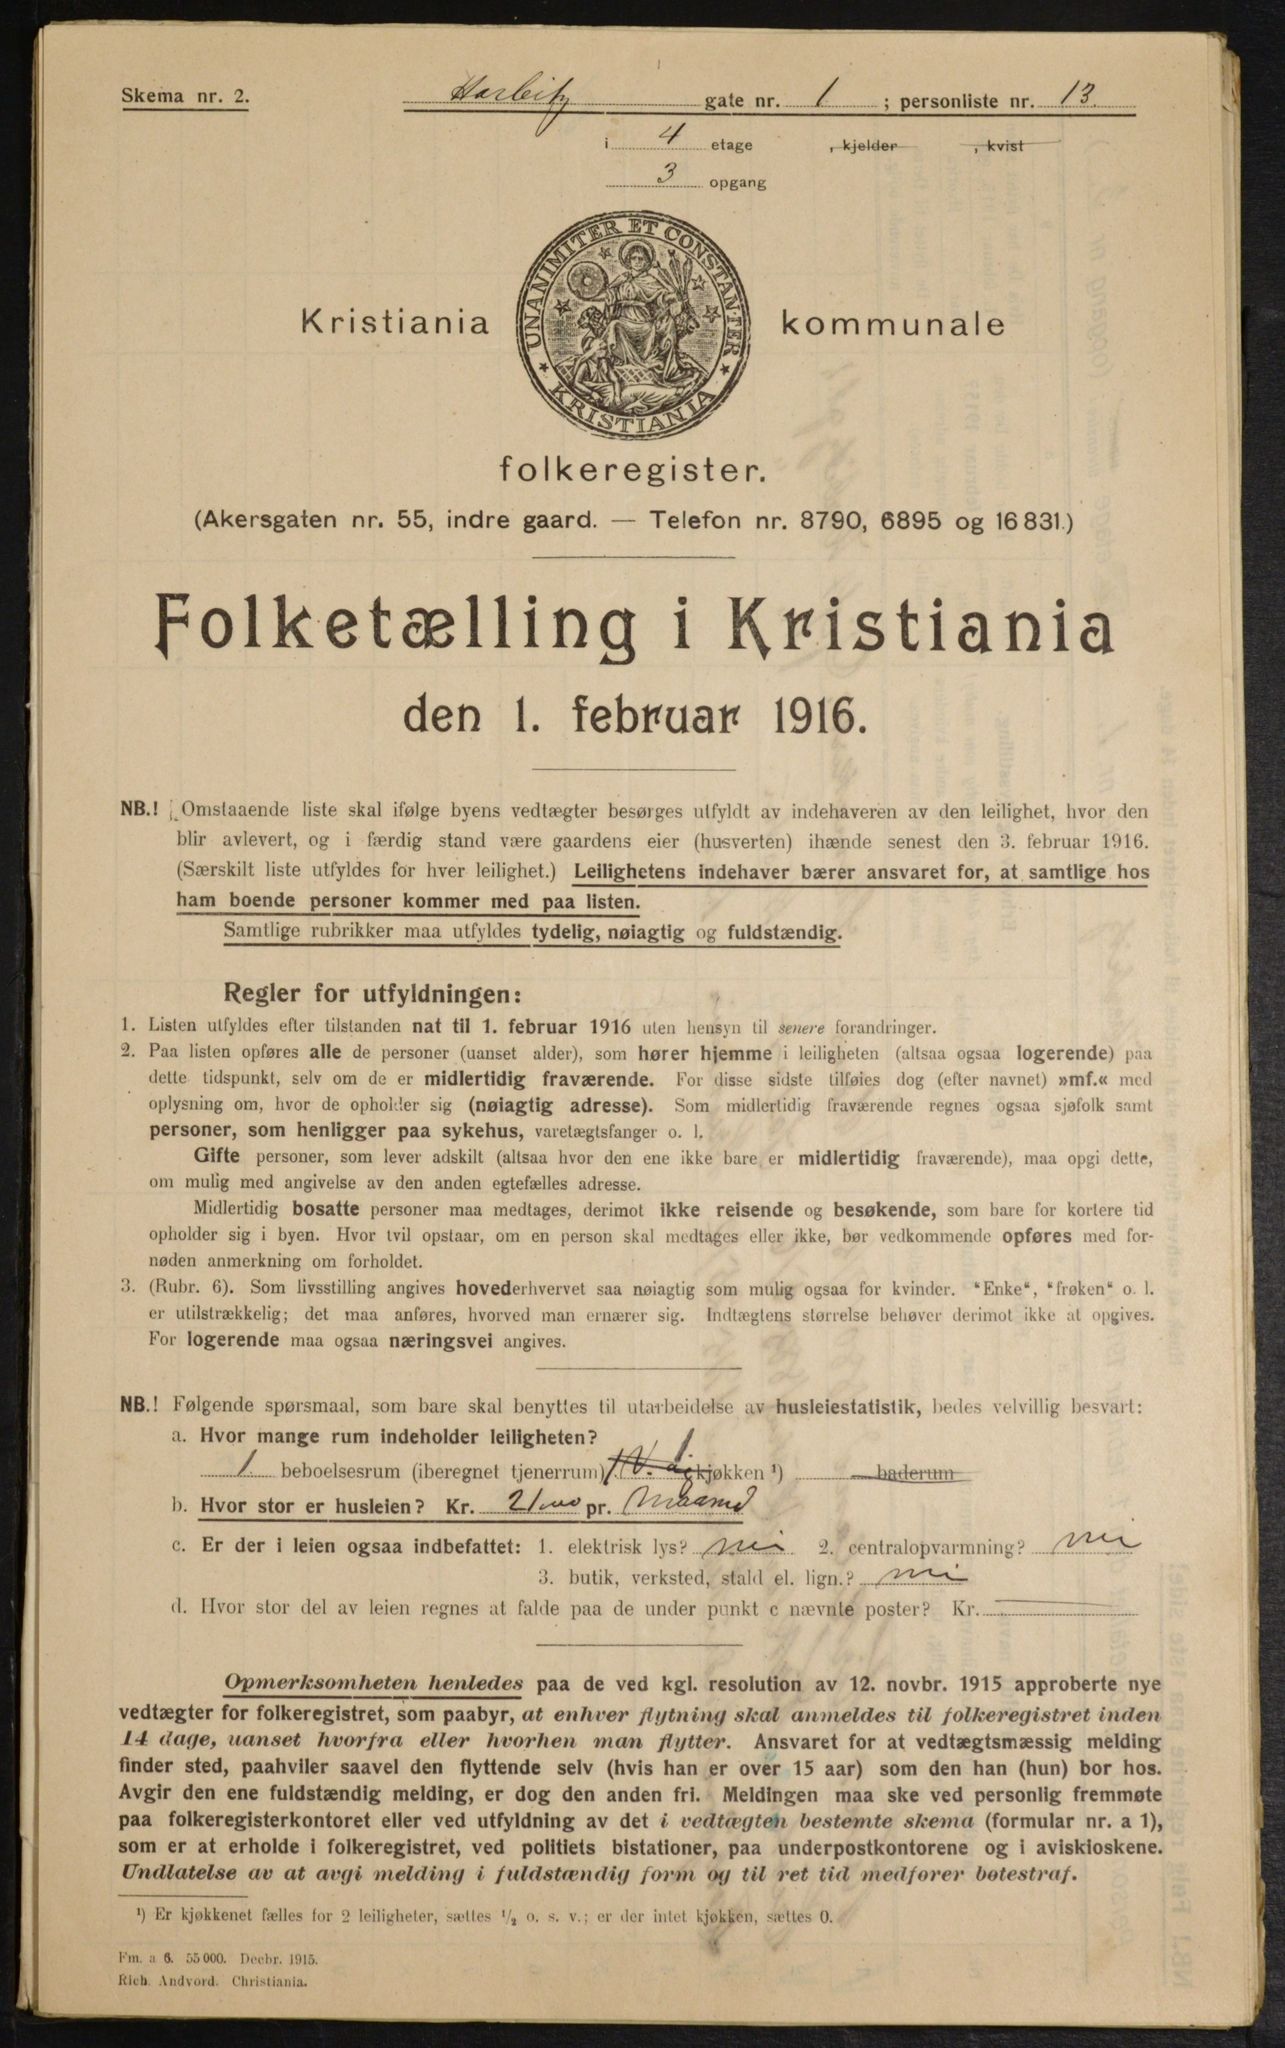 Skema nr. 2.
Harbitz gate nr. 1 ; personliste nr. 13.
i 4 etage , kjelder , kvist
3 opgang
UNANIMITER ET CONSTANTER
KRISTIANIA
Kristiania kommunale
folkeregister.
(Akersgaten nr. 55, indre gaard. — Telefon nr. 8790, 6895 og 16 831.)
Folketælling i Kristiania
den 1. februar 1916.
NB.! Omstaaende liste skal ifølge byens vedtægter besørges utfyldt av indehaveren av den leilighet, hvor den
blir avlevert, og i færdig stand være gaardens eier (husverten) ihænde senest den 3. februar 1916.
(Særskilt liste utfyldes for hver leilighet.) Leilighetens indehaver bærer ansvaret for, at samtlige hos
ham boende personer kommer med paa listen.
Samtlige rubrikker maa utfyldes tydelig, nøiagtig og fuldstændig.
Regler for utfyldningen:
1. Listen utfyldes efter tilstanden nat til 1. februar 1916 uten hensyn til senere forandringer.
2. Paa listen opføres alle de personer (uanset alder), som hører hjemme i leiligheten (altsaa ogsaa logerende) paa
dette tidspunkt, selv om de er midlertidig fraværende. For disse sidste tilføies dog (efter navnet) »mf.« med
oplysning om, hvor de opholder sig (nøiagtig adresse). Som midlertidig fraværende regnes ogsaa sjøfolk samt
personer, som henligger paa sykehus, varetægtsfanger o. l.
Gifte personer, som lever adskilt (altsaa hvor den ene ikke bare er midlertidig fraværende), maa opgi dette,
om mulig med angivelse av den anden egtefælles adresse.
Midlertidig bosatte personer maa medtages, derimot ikke reisende og besøkende, som bare for kortere tid
opholder sig i byen. Hvor tvil opstaar, om en person skal medtages eller ikke, bør vedkommende opføres med for-
nøden anmerkning om forholdet.
3. (Rubr. 6). Som livsstilling angives hovederhvervet saa nøiagtig som mulig ogsaa for kvinder. "Enke", "frøken" o. l.
er utilstrækkelig; det maa anføres, hvorved man ernærer sig. Indtægtens størrelse behøver derimot ikke at opgives.
For logerende maa ogsaa næringsvei angives.
NB.! Følgende spørsmaal, som bare skal benyttes til utarbeidelse av husleiestatistik, bedes velvillig besvart:
a. Hvor mange rum indeholder leiligheten?
1 beboelsesrum (iberegnet tjenerrum) 1 kjøkken ¹) baderum
b. Hvor stor er husleien? Kr. 21,00 pr. Maaned
c. Er der i leien ogsaa indbefattet: 1. elektrisk lys? nei 2. centralopvarmning? nei
3. butik, verksted, stald el. lign.? nei
d. Hvor stor del av leien regnes at falde paa de under punkt c nævnte poster? Kr.
Opmerksomheten henledes paa de ved kgl. resolution av 12. novbr. 1915 approberte nye
vedtægter for folkeregistret, som paabyr, at enhver flytning skal anmeldes til folkeregistret inden
14 dage, uanset hvorfra eller hvorhen man flytter. Ansvaret for at vedtægtsmæssig melding
finder sted, paahviler saavel den flyttende selv (hvis han er over 15 aar) som den han (hun) bor hos.
Avgir den ene fuldstændig melding, er dog den anden fri. Meldingen maa ske ved personlig fremmøte
paa folkeregisterkontoret eller ved utfyldning av det i vedtægten bestemte skema (formular nr. a 1),
som er at erholde i folkeregistret, ved politiets bistationer, paa underpostkontorene og i aviskioskene.
Undlatelse av at avgi melding i fuldstændig form og til ret tid medfører bøtestraf.
¹) Er kjøkkenet fælles for 2 leiligheter, sættes ½ o. s. v.; er der intet kjøkken, sættes 0.
Fm. a 6. 55 000. Decbr. 1915.
Rich. Andvord. Christiania.